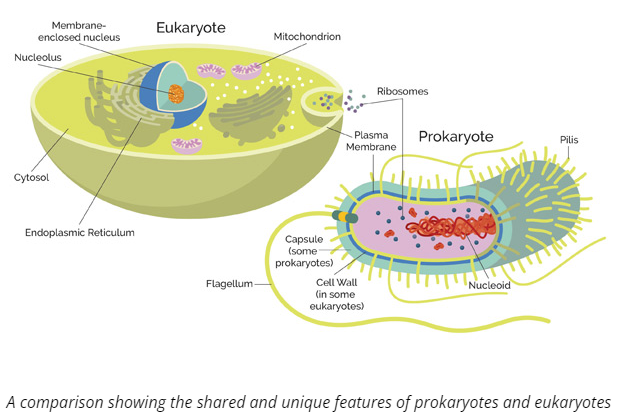 Eukaryote
Membrane-
enclosed nucleus
Nucleolus
Mitochondrion
Ribosomes
Plasma
Membrane
Prokaryote
Pilis
Cytosol
Endoplasmic Reticulum
Capsule
(some
prokaryotes)
Flagellum
Cell Wall
(in some
eukaryotes)
Nucleoid
A comparison showing the shared and unique features of prokaryotes and eukaryotes